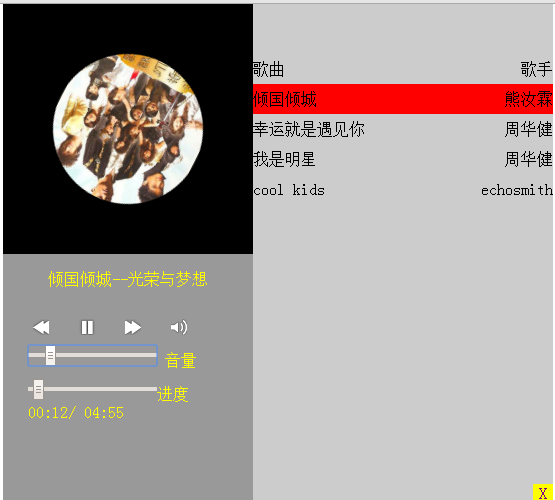 倾国倾城--光荣与梦想
音量
进度
00:12/ 04:55
歌曲 歌手
倾国倾城 熊汝霖
幸运就是遇见你 周华健
我是明星 周华健
cool kids echosmith
X